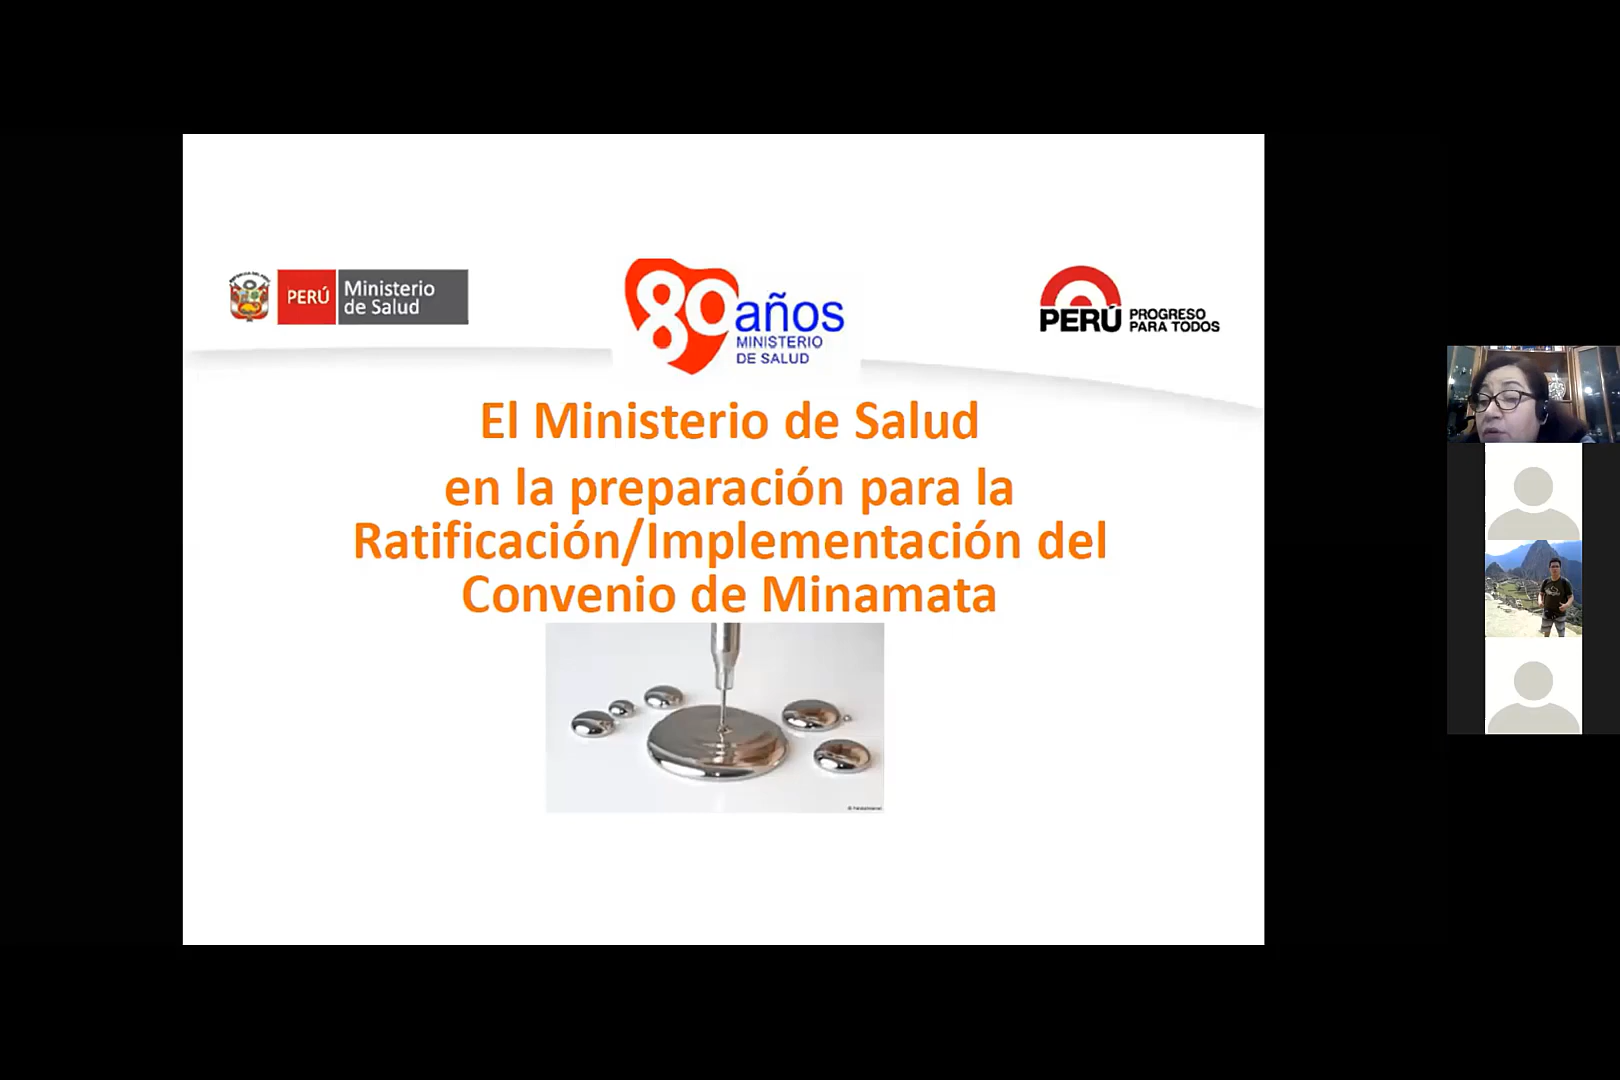 PERÚ
Ministerio
de Salud
80 años
MINISTERIO
DE SALUD
PERÚ
PROGRESO
PARA TODOS
El Ministerio de Salud
en la preparación para la
Ratificación/Implementación del
Convenio de Minamata